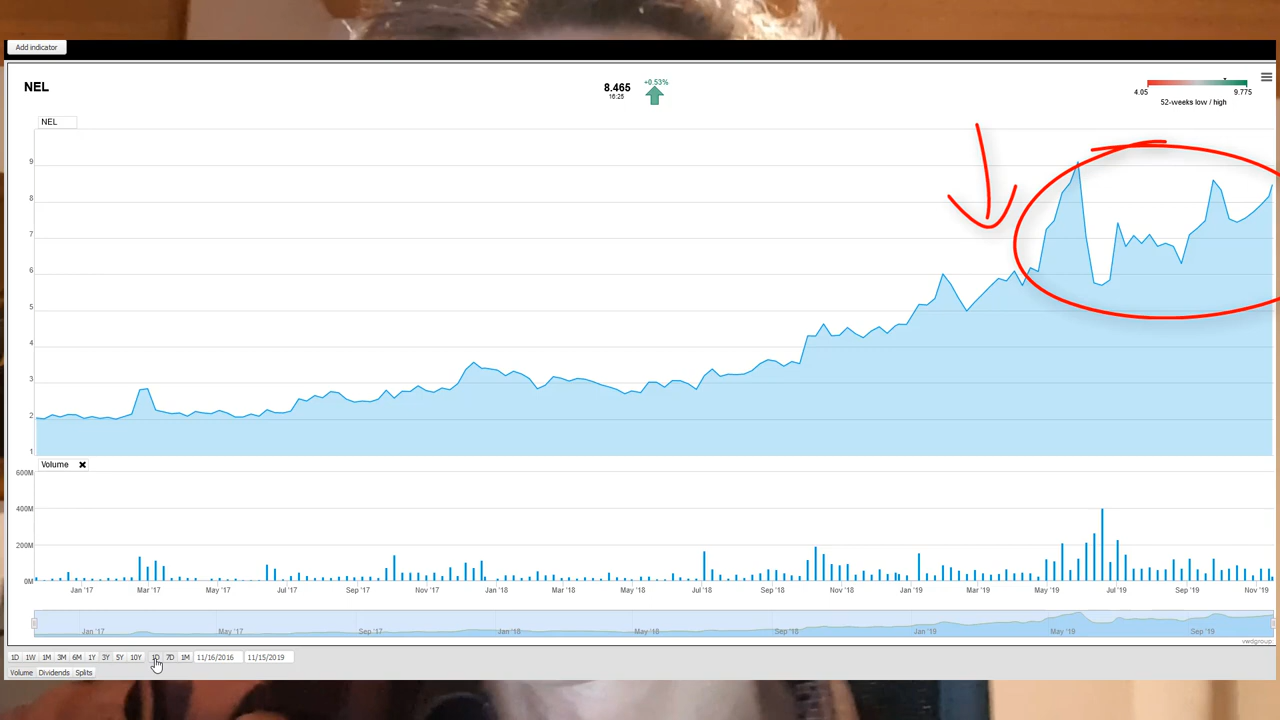 Add indicator
NEL
8.465
16:25
+0.53%
4.05
9.775
52-weeks low / high
NEL
9
8
7
6
5
4
3
2
1
Volume
600M
400M
200M
0M
Jan '17 Mar '17 May '17 Jul '17 Sep '17 Nov '17 Jan '18 Mar '18 May '18 Jul '18 Sep '18 Nov '18 Jan '19 Mar '19 May '19 Jul '19 Sep '19 Nov '19
Jan '17 May '17 Sep '17 Jan '18 May '18 Sep '18 Jan '19 May '19 Sep '19
vwdgroup
1D 1W 1M 3M 6M 1Y 3Y 5Y 10Y 1D 7D 1M 11/16/2016 11/15/2019
Volume Dividends Splits